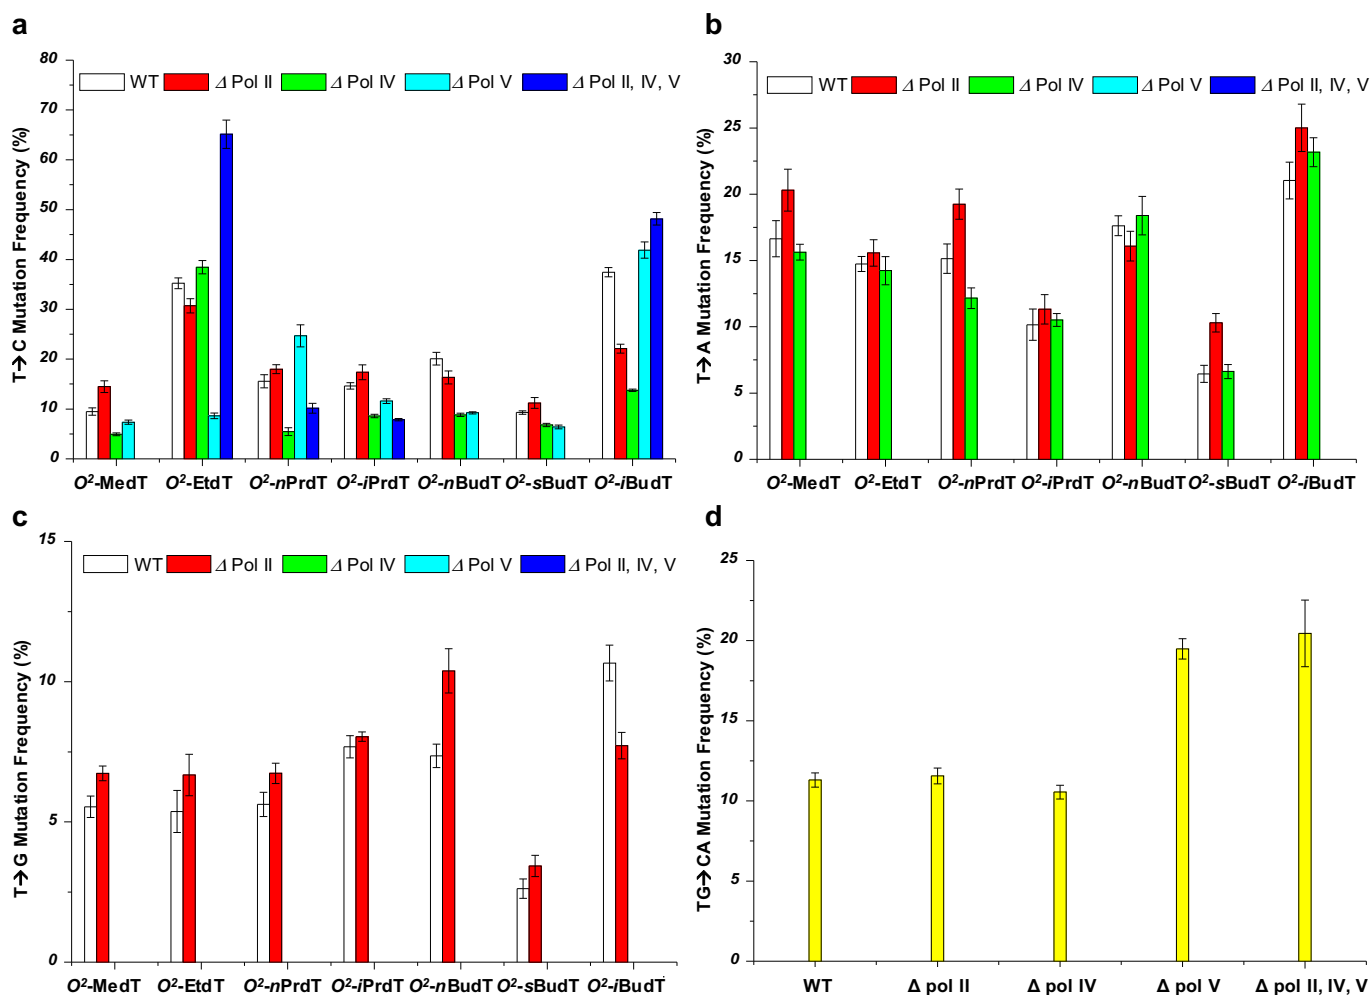 a
T→C Mutation Frequency (%)
80
70
60
50
40
30
20
10
0
WT Δ Pol II Δ Pol IV Δ Pol V Δ Pol II, IV, V
O²-MedT O²-EtdT O²-nPrdT O²-iPrdT O²-nBudT O²-sBudT O²-iBudT
b
T→A Mutation Frequency (%)
30
25
20
15
10
5
0
WT Δ Pol II Δ Pol IV Δ Pol V Δ Pol II, IV, V
O²-MedT O²-EtdT O²-nPrdT O²-iPrdT O²-nBudT O²-sBudT O²-iBudT
c
T→G Mutation Frequency (%)
15
10
5
0
WT Δ Pol II Δ Pol IV Δ Pol V Δ Pol II, IV, V
O²-MedT O²-EtdT O²-nPrdT O²-iPrdT O²-nBudT O²-sBudT O²-iBudT
d
TG→CA Mutation Frequency (%)
25
20
15
10
5
0
WT Δ pol II Δ pol IV Δ pol V Δ pol II, IV, V